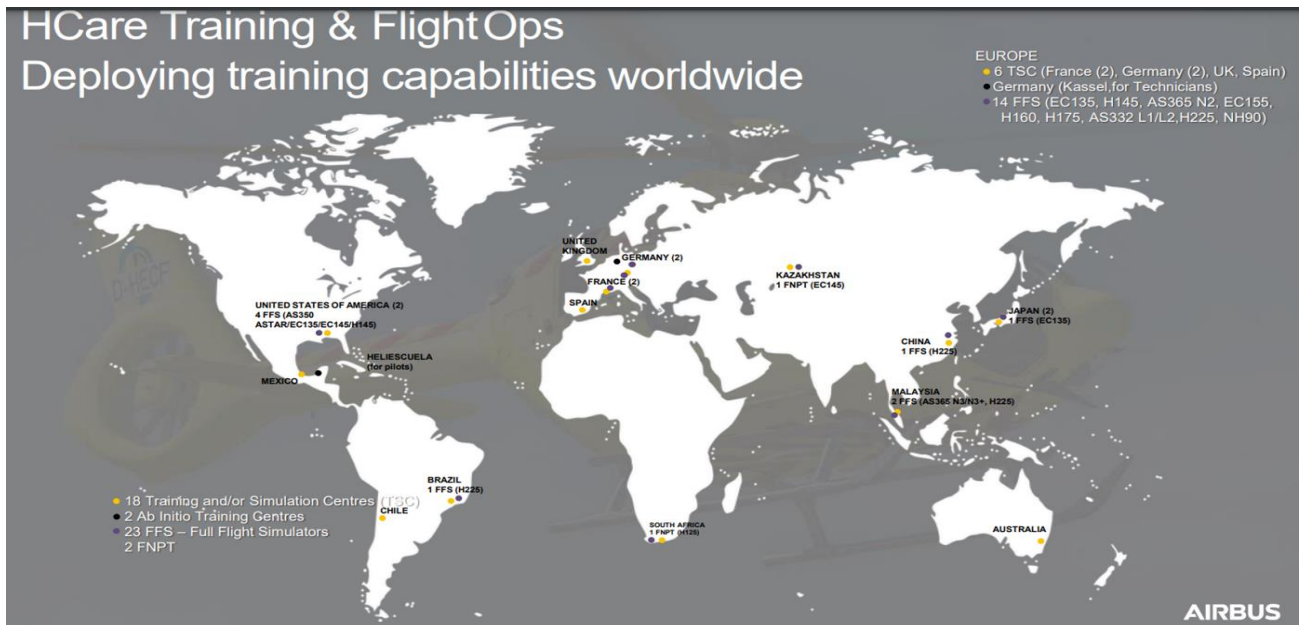 HCare Training & FlightOps
Deploying training capabilities worldwide
EUROPE
6 TSC (France (2), Germany (2), UK, Spain)
Germany (Kassel,for Technicians)
14 FFS (EC135, H145, AS365 N2, EC155,
H160, H175, AS332 L1/L2,H225, NH90)
UNITED
KINGDOM
GERMANY (2)
FRANCE (2)
SPAIN
KAZAKHSTAN
1 FNPT (EC145)
UNITED STATES OF AMERICA (2)
4 FFS (AS350
ASTAR/EC135/EC145/H145)
JAPAN (2)
1 FFS (EC135)
CHINA
1 FFS (H225)
HELIESCUELA
(for pilots)
MEXICO
MALAYSIA
2 FFS (AS365 N3/N3+, H225)
BRAZIL
1 FFS (H225)
CHILE
SOUTH AFRICA
1 FNPT (H125)
AUSTRALIA
18 Training and/or Simulation Centres (TSC)
2 Ab Initio Training Centres
23 FFS – Full Flight Simulators
2 FNPT
D-HECF
AIRBUS